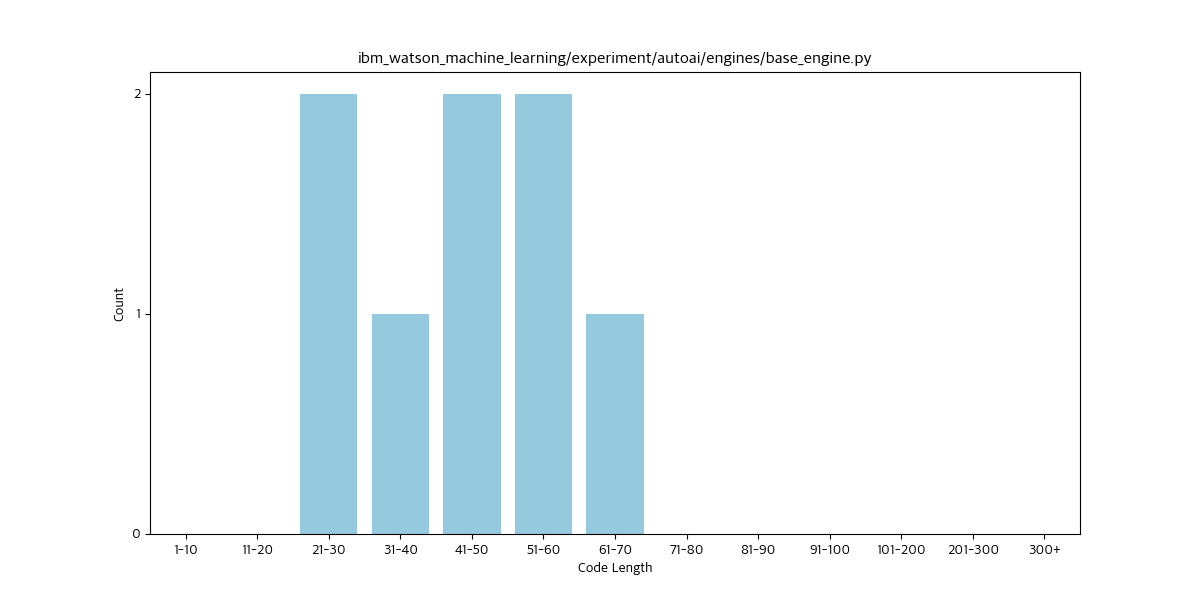 ibm_watson_machine_learning/experiment/autoai/engines/base_engine.py
2
1
0
Count
1-10 11-20 21-30 31-40 41-50 51-60 61-70 71-80 81-90 91-100 101-200 201-300 300+
Code Length